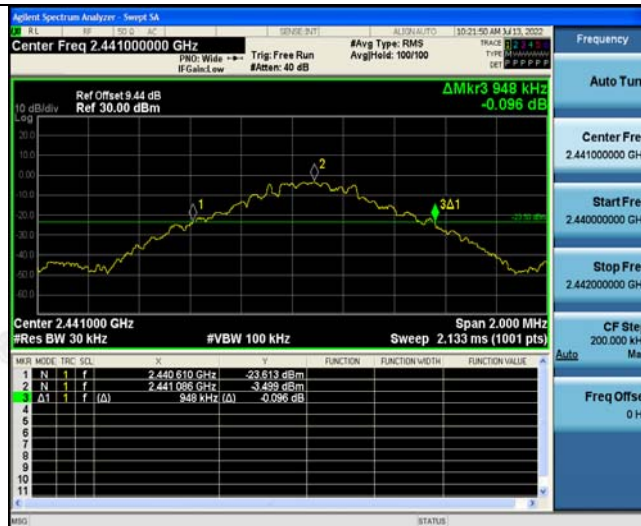 Agilent Spectrum Analyzer - Swept SA
RL RF 50 Ω AC SENSE:INT ALIGN AUTO 10:21:50 AM Jul 13, 2022
Center Freq 2.441000000 GHz
PNO: Wide
IFGain:Low
Trig: Free Run
#Atten: 40 dB
#Avg Type: RMS
Avg|Hold: 100/100
TRACE 1 2 3 4 5 6
TYPE
DET P P P P P P
Ref Offset 9.44 dB
Ref 30.00 dBm
10 dB/div
Log
ΔMkr3 948 kHz
-0.096 dB
20.0
10.0
0.00
-10.0
-20.0
-30.0
-40.0
-50.0
-60.0
1
2
3Δ1
Center 2.441000 GHz
Span 2.000 MHz
#Res BW 30 kHz
#VBW 100 kHz
Sweep 2.133 ms (1001 pts)
MKR MODE TRC SCL X Y FUNCTION FUNCTION WIDTH FUNCTION VALUE
1 N 1 f 2.440 610 GHz -23.613 dBm
2 N 1 f 2.441 086 GHz -3.499 dBm
3 Δ1 1 f (Δ) 948 kHz (Δ) -0.096 dB
4
5
6
7
8
9
10
11
MSG
STATUS
Frequency
Auto Tun
Center Fre
2.441000000 GH
Start Fre
2.440000000 GH
Stop Fre
2.442000000 GH
CF Ste
200.000 kH
Auto Ma
Freq Offse
0 H